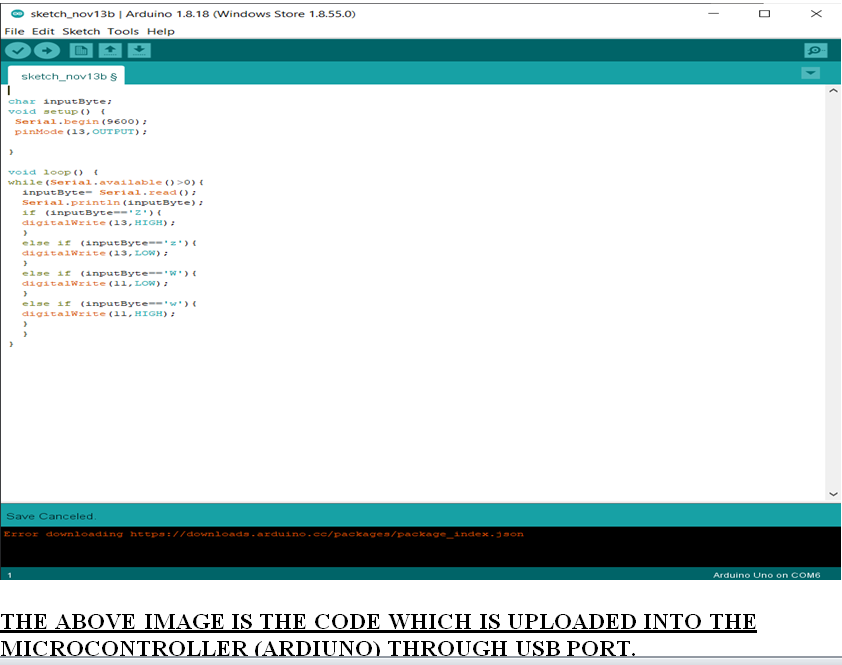 sketch_nov13b | Arduino 1.8.18 (Windows Store 1.8.55.0)
File Edit Sketch Tools Help
sketch_nov13b §
char inputByte;
void setup() {
Serial.begin(9600);
pinMode(13,OUTPUT);
}
void loop() {
while(Serial.available()>0){
inputByte= Serial.read();
Serial.println(inputByte);
if (inputByte=='Z'){
digitalWrite(13,HIGH);
}
else if (inputByte=='z'){
digitalWrite(13,LOW);
}
else if (inputByte=='W'){
digitalWrite(11,LOW);
}
else if (inputByte=='w'){
digitalWrite(11,HIGH);
}
}
}
Save Canceled.
Error downloading https://downloads.arduino.cc/packages/package_index.json
1 Arduino Uno on COM6
THE ABOVE IMAGE IS THE CODE WHICH IS UPLOADED INTO THE
MICROCONTROLLER (ARDIUNO) THROUGH USB PORT.